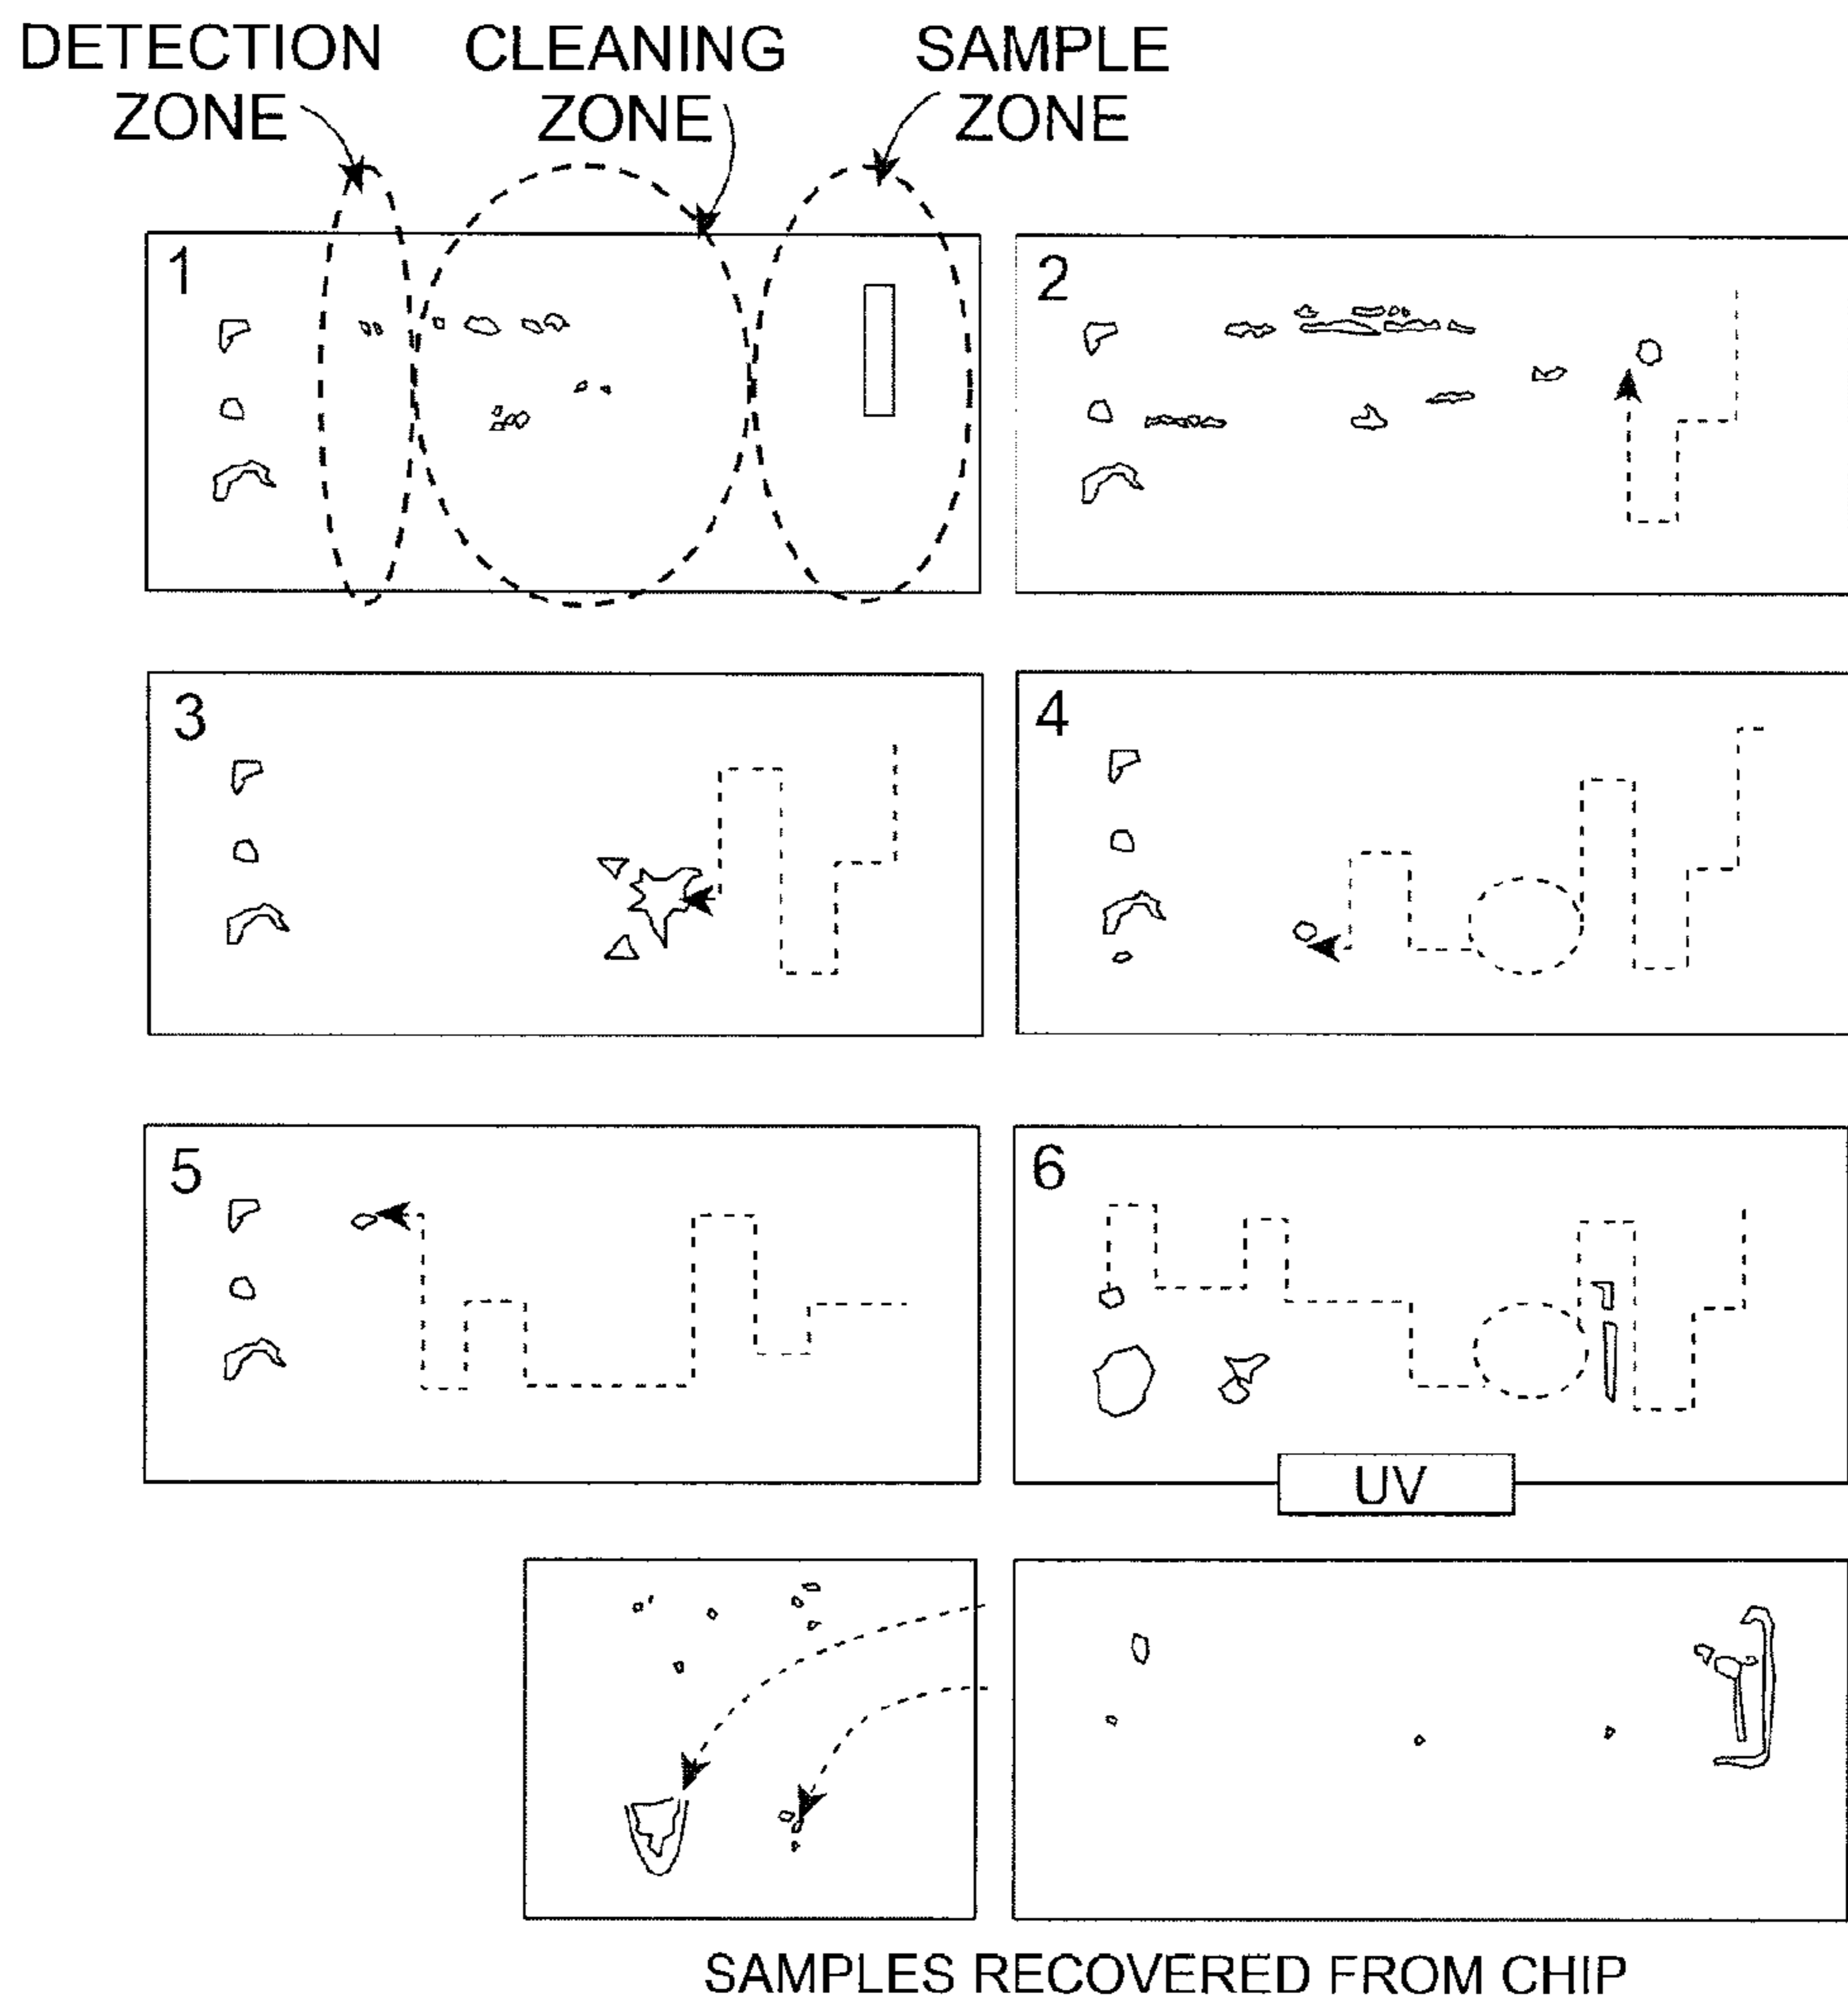 DETECTION ZONE
CLEANING ZONE
SAMPLE ZONE
1
2
3
4
5
6
UV
SAMPLES RECOVERED FROM CHIP